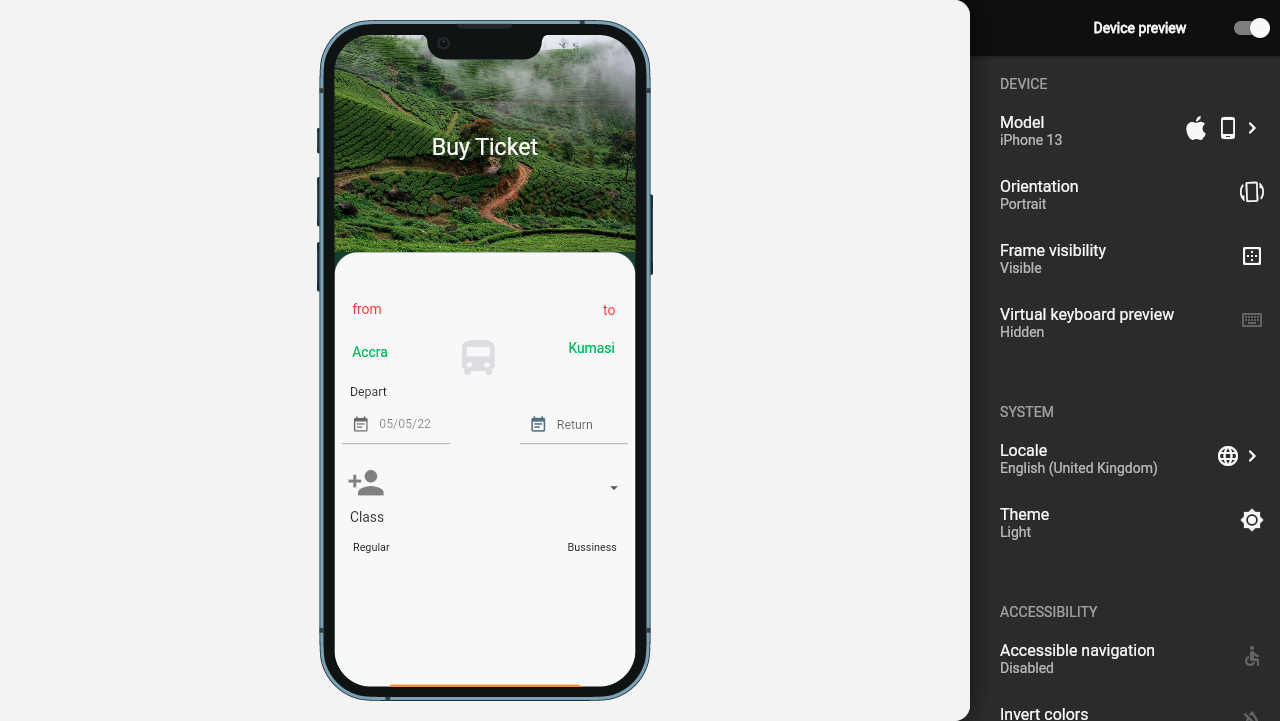 Buy Ticket
from
to
Accra
Kumasi
Depart
05/05/22
Return
Class
Regular
Bussiness
Device preview
DEVICE
Model
iPhone 13
Orientation
Portrait
Frame visibility
Visible
Virtual keyboard preview
Hidden
SYSTEM
Locale
English (United Kingdom)
Theme
Light
ACCESSIBILITY
Accessible navigation
Disabled
Invert colors